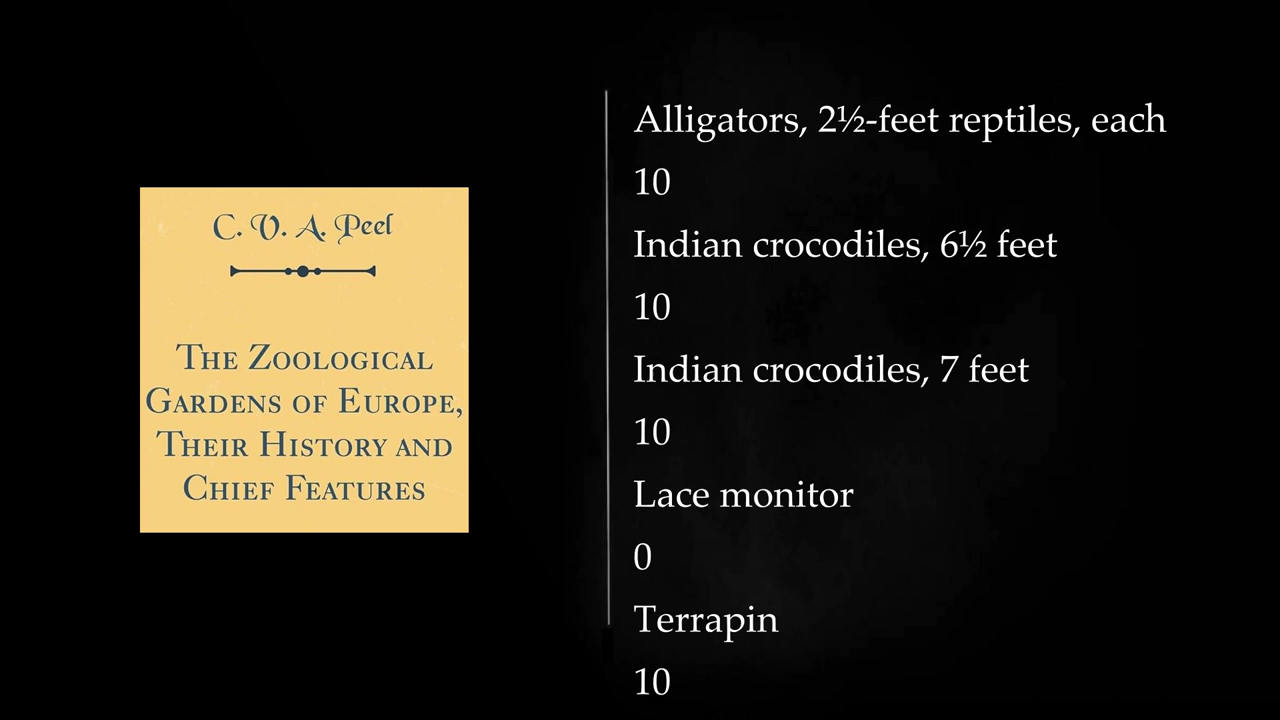 C. V. A. Peel
The Zoological
Gardens of Europe,
Their History and
Chief Features
Alligators, 2½-feet reptiles, each
10
Indian crocodiles, 6½ feet
10
Indian crocodiles, 7 feet
10
Lace monitor
0
Terrapin
10